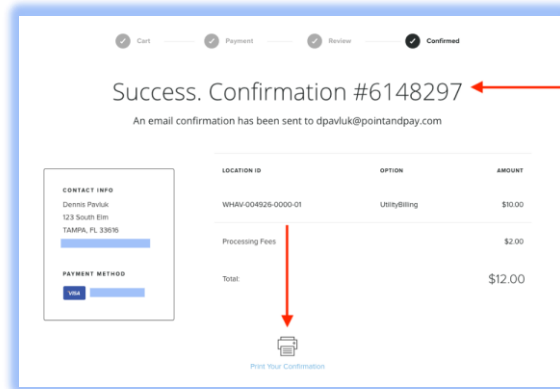 Cart
Payment
Review
Confirmed
Success. Confirmation #6148297
An email confirmation has been sent to dpavluk@pointandpay.com
CONTACT INFO
Dennis Pavluk
123 South Elm
TAMPA, FL 33616
PAYMENT METHOD
VISA
LOCATION ID OPTION AMOUNT
WHAV-004926-0000-01 UtilityBilling $10.00
Processing Fees $2.00
Total: $12.00
Print Your Confirmation